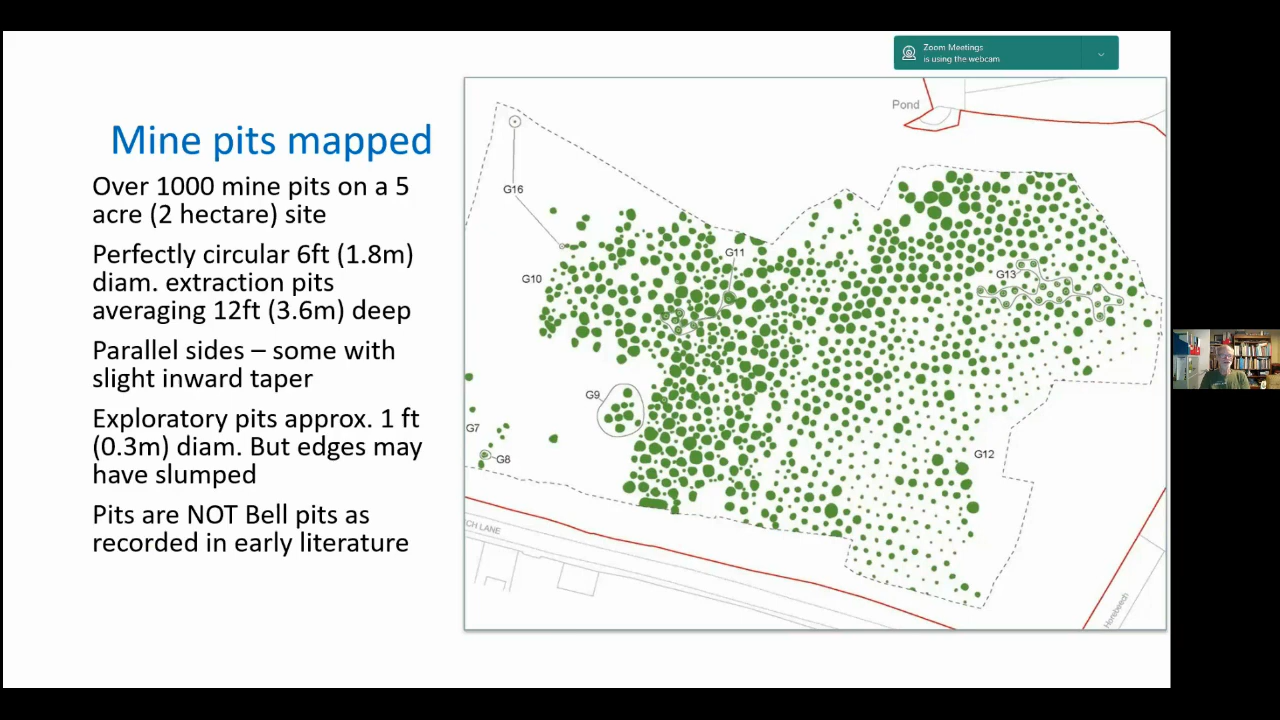 Zoom Meetings
is using the webcam
Mine pits mapped
Over 1000 mine pits on a 5
acre (2 hectare) site
Perfectly circular 6ft (1.8m)
diam. extraction pits
averaging 12ft (3.6m) deep
Parallel sides – some with
slight inward taper
Exploratory pits approx. 1 ft
(0.3m) diam. But edges may
have slumped
Pits are NOT Bell pits as
recorded in early literature
Pond
G16
G11
G10
G13
G9
G7
G8
G12
CH LANE
Horebeech